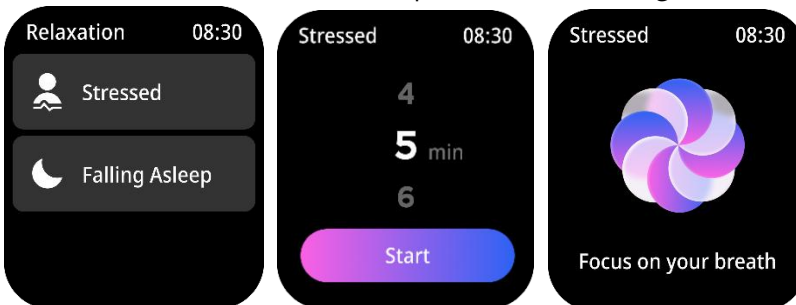 Relaxation 08:30
Stressed
Falling Asleep
Stressed 08:30
4
5 min
6
Start
Stressed 08:30
Focus on your breath